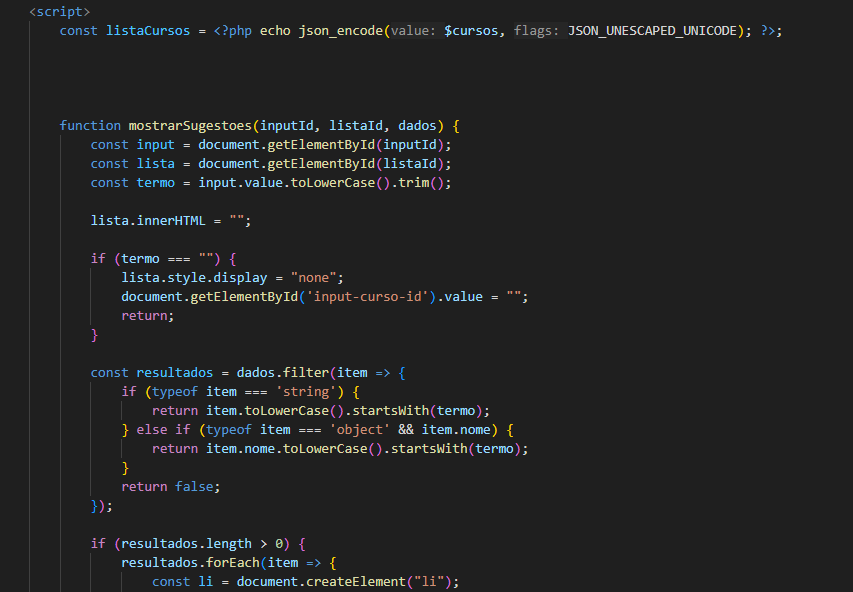 <script>
const listaCursos = <?php echo json_encode(value: $cursos, flags: JSON_UNESCAPED_UNICODE); ?>;
function mostrarSugestoes(inputId, listaId, dados) {
const input = document.getElementById(inputId);
const lista = document.getElementById(listaId);
const termo = input.value.toLowerCase().trim();
lista.innerHTML = "";
if (termo === "") {
lista.style.display = "none";
document.getElementById('input-curso-id').value = "";
return;
}
const resultados = dados.filter(item => {
if (typeof item === 'string') {
return item.toLowerCase().startsWith(termo);
} else if (typeof item === 'object' && item.nome) {
return item.nome.toLowerCase().startsWith(termo);
}
return false;
});
if (resultados.length > 0) {
resultados.forEach(item => {
const li = document.createElement("li");